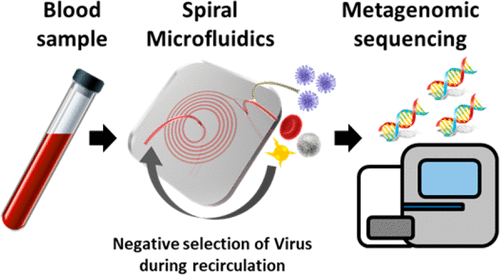 Blood
sample
Spiral
Microfluidics
Metagenomic
sequencing
Negative selection of Virus
during recirculation